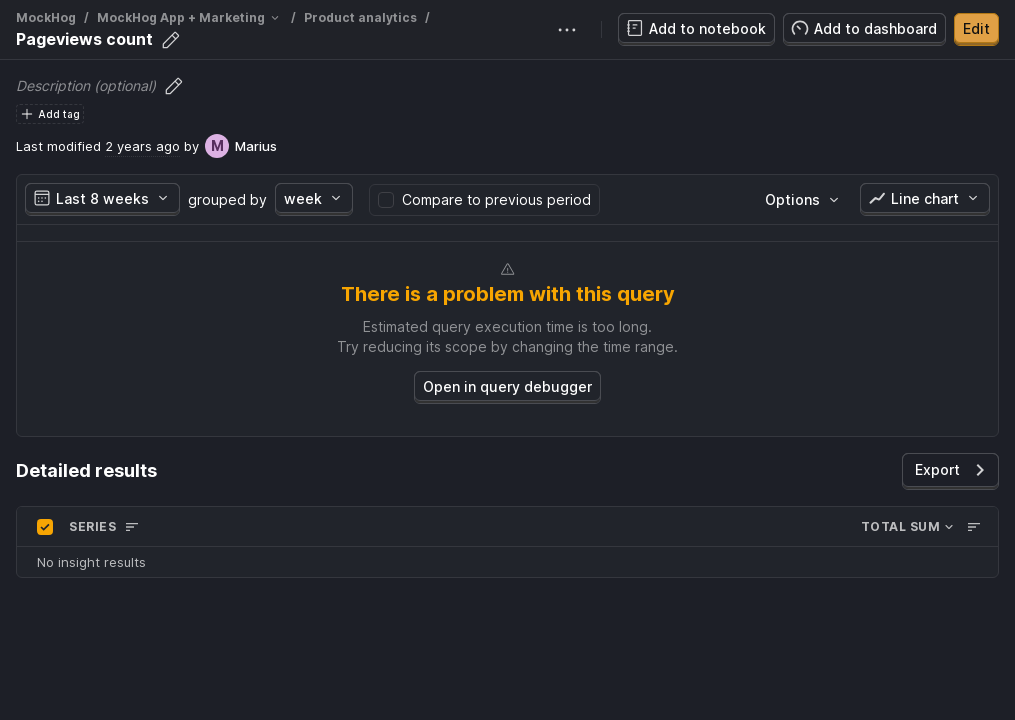 MockHog / MockHog App + Marketing / Product analytics /
Pageviews count
Add to notebook
Add to dashboard
Edit
Description (optional)
Add tag
Last modified 2 years ago by M Marius
Last 8 weeks grouped by week Compare to previous period Options Line chart
There is a problem with this query
Estimated query execution time is too long.
Try reducing its scope by changing the time range.
Open in query debugger
Detailed results
Export
SERIES TOTAL SUM
No insight results